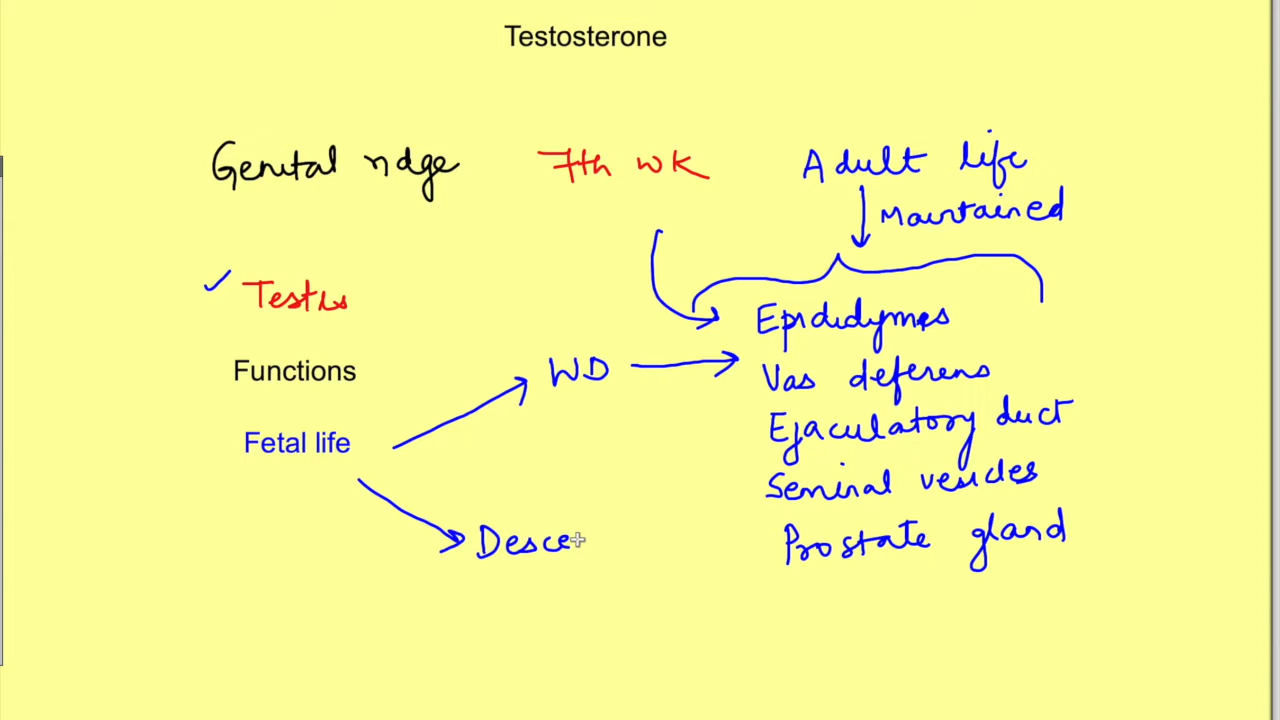 Testosterone
Genital ridge 7th wk Adult life
Maintained
Testis
Epididymes
Functions WD Vas deferens
Ejaculatory duct
Fetal life
Seminal vesicles
Desce Prostate gland